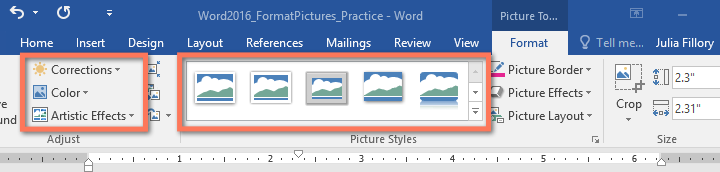 Word2016_FormatPictures_Practice - Word
Picture To...
Home Insert Design Layout References Mailings Review View Format Tell me... Julia Fillory
Corrections
Color
Artistic Effects
Adjust
Picture Styles
Picture Border
Picture Effects
Picture Layout
Crop
2.3"
2.31"
Size
1 2 3 4 5 6